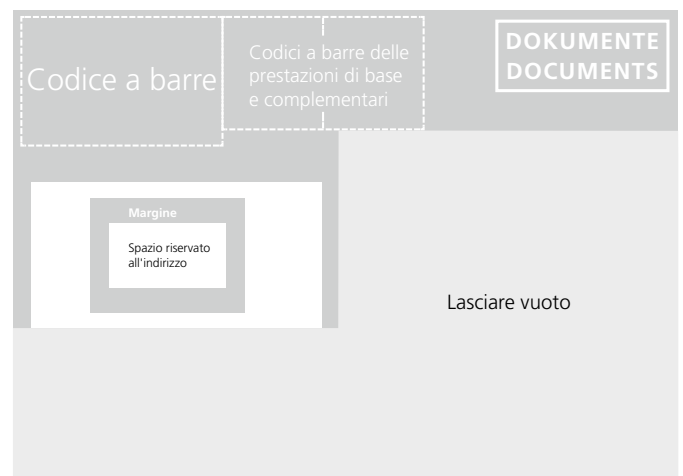 Codice a barre
Codici a barre delle
prestazioni di base
e complementari
DOKUMENTE
DOCUMENTS
Margine
Spazio riservato
all'indirizzo
Lasciare vuoto